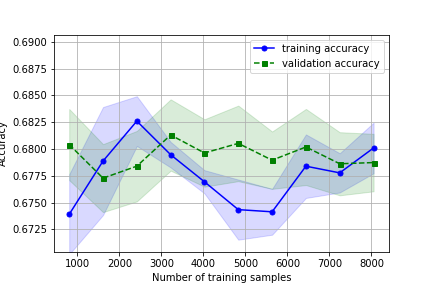 0.6900
0.6875
0.6850
0.6825
0.6800
0.6775
0.6750
0.6725
Accuracy
training accuracy
validation accuracy
1000 2000 3000 4000 5000 6000 7000 8000
Number of training samples